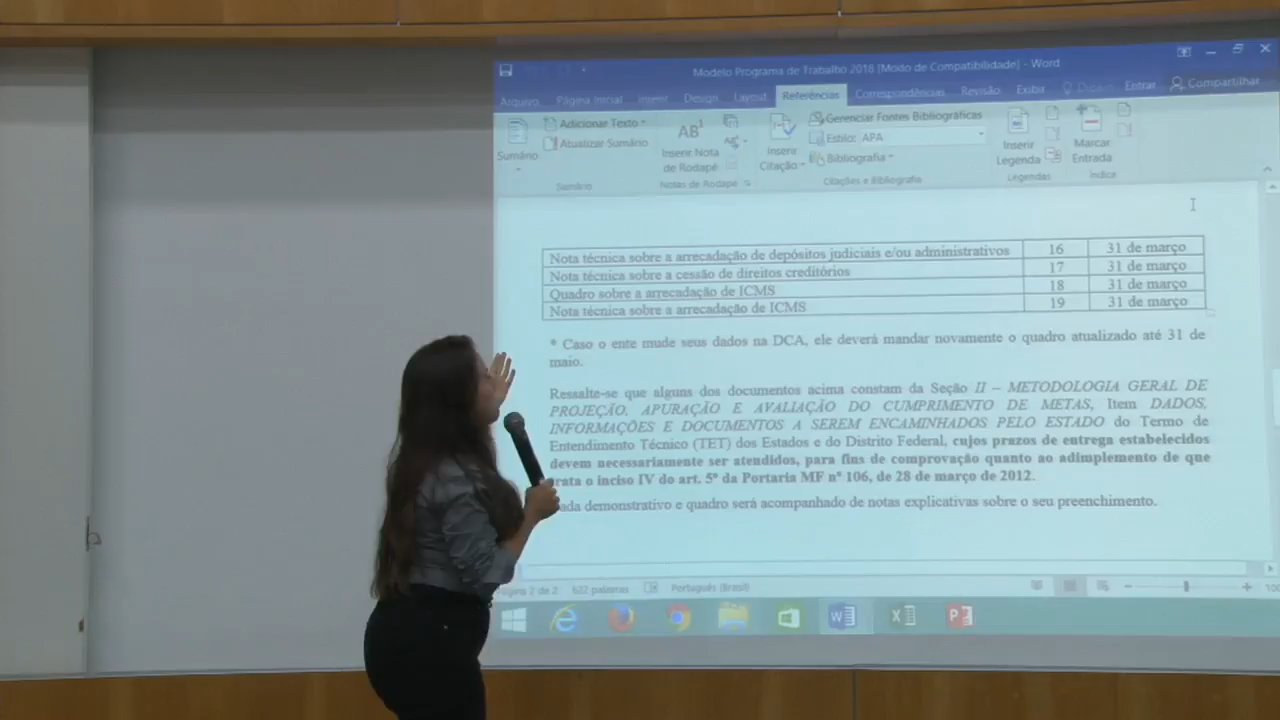 Modelo Programa de Trabalho 2018 [Modo de Compatibilidade] - Word
Arquivo Página Inicial Inserir Design Layout Referências Correspondências Revisão Exibir Entrar Compartilhar
Sumário
Adicionar Texto
Atualizar Sumário
Sumário
AB¹
Inserir Nota
de Rodapé
Notas de Rodapé
Inserir
Citação
Gerenciar Fontes Bibliográficas
Estilo: APA
Bibliografia
Citações e Bibliografia
Inserir
Legenda
Legendas
Marcar
Entrada
Índice
Nota técnica sobre a arrecadação de depósitos judiciais e/ou administrativos 16 31 de março
Nota técnica sobre a cessão de direitos creditórios 17 31 de março
Quadro sobre a arrecadação de ICMS 18 31 de março
Nota técnica sobre a arrecadação de ICMS 19 31 de março
* Caso o ente mude seus dados na DCA, ele deverá mandar novamente o quadro atualizado até 31 de
maio.
Ressalte-se que alguns dos documentos acima constam da Seção II – METODOLOGIA GERAL DE
PROJEÇÃO, APURAÇÃO E AVALIAÇÃO DO CUMPRIMENTO DE METAS, Item DADOS,
INFORMAÇÕES E DOCUMENTOS A SEREM ENCAMINHADOS PELO ESTADO do Termo de
Entendimento Técnico (TET) dos Estados e do Distrito Federal, cujos prazos de entrega estabelecidos
devem necessariamente ser atendidos, para fins de comprovação quanto ao adimplemento de que
rata o inciso IV do art. 5º da Portaria MF nº 106, de 28 de março de 2012.
ada demonstrativo e quadro será acompanhado de notas explicativas sobre o seu preenchimento.
ágina 2 de 2 622 palavras Português (Brasil) 100